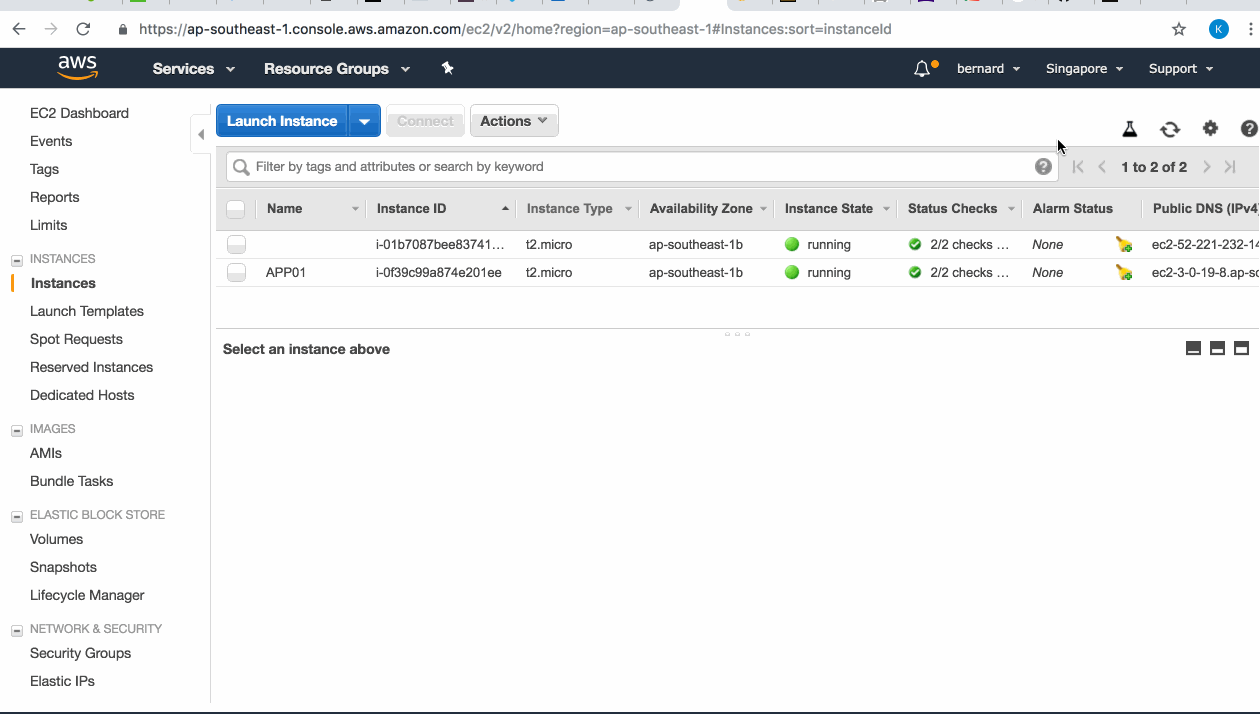 https://ap-southeast-1.console.aws.amazon.com/ec2/v2/home?region=ap-southeast-1#Instances:sort=instanceId
K
aws Services Resource Groups bernard Singapore Support
EC2 Dashboard
Events
Tags
Reports
Limits
INSTANCES
Instances
Launch Templates
Spot Requests
Reserved Instances
Dedicated Hosts
IMAGES
AMIs
Bundle Tasks
ELASTIC BLOCK STORE
Volumes
Snapshots
Lifecycle Manager
NETWORK & SECURITY
Security Groups
Elastic IPs
Launch Instance Connect Actions
?
Filter by tags and attributes or search by keyword ? 1 to 2 of 2
Name Instance ID Instance Type Availability Zone Instance State Status Checks Alarm Status Public DNS (IPv4
i-01b7087bee83741... t2.micro ap-southeast-1b running 2/2 checks ... None ec2-52-221-232-14
APP01 i-0f39c99a874e201ee t2.micro ap-southeast-1b running 2/2 checks ... None ec2-3-0-19-8.ap-so
Select an instance above